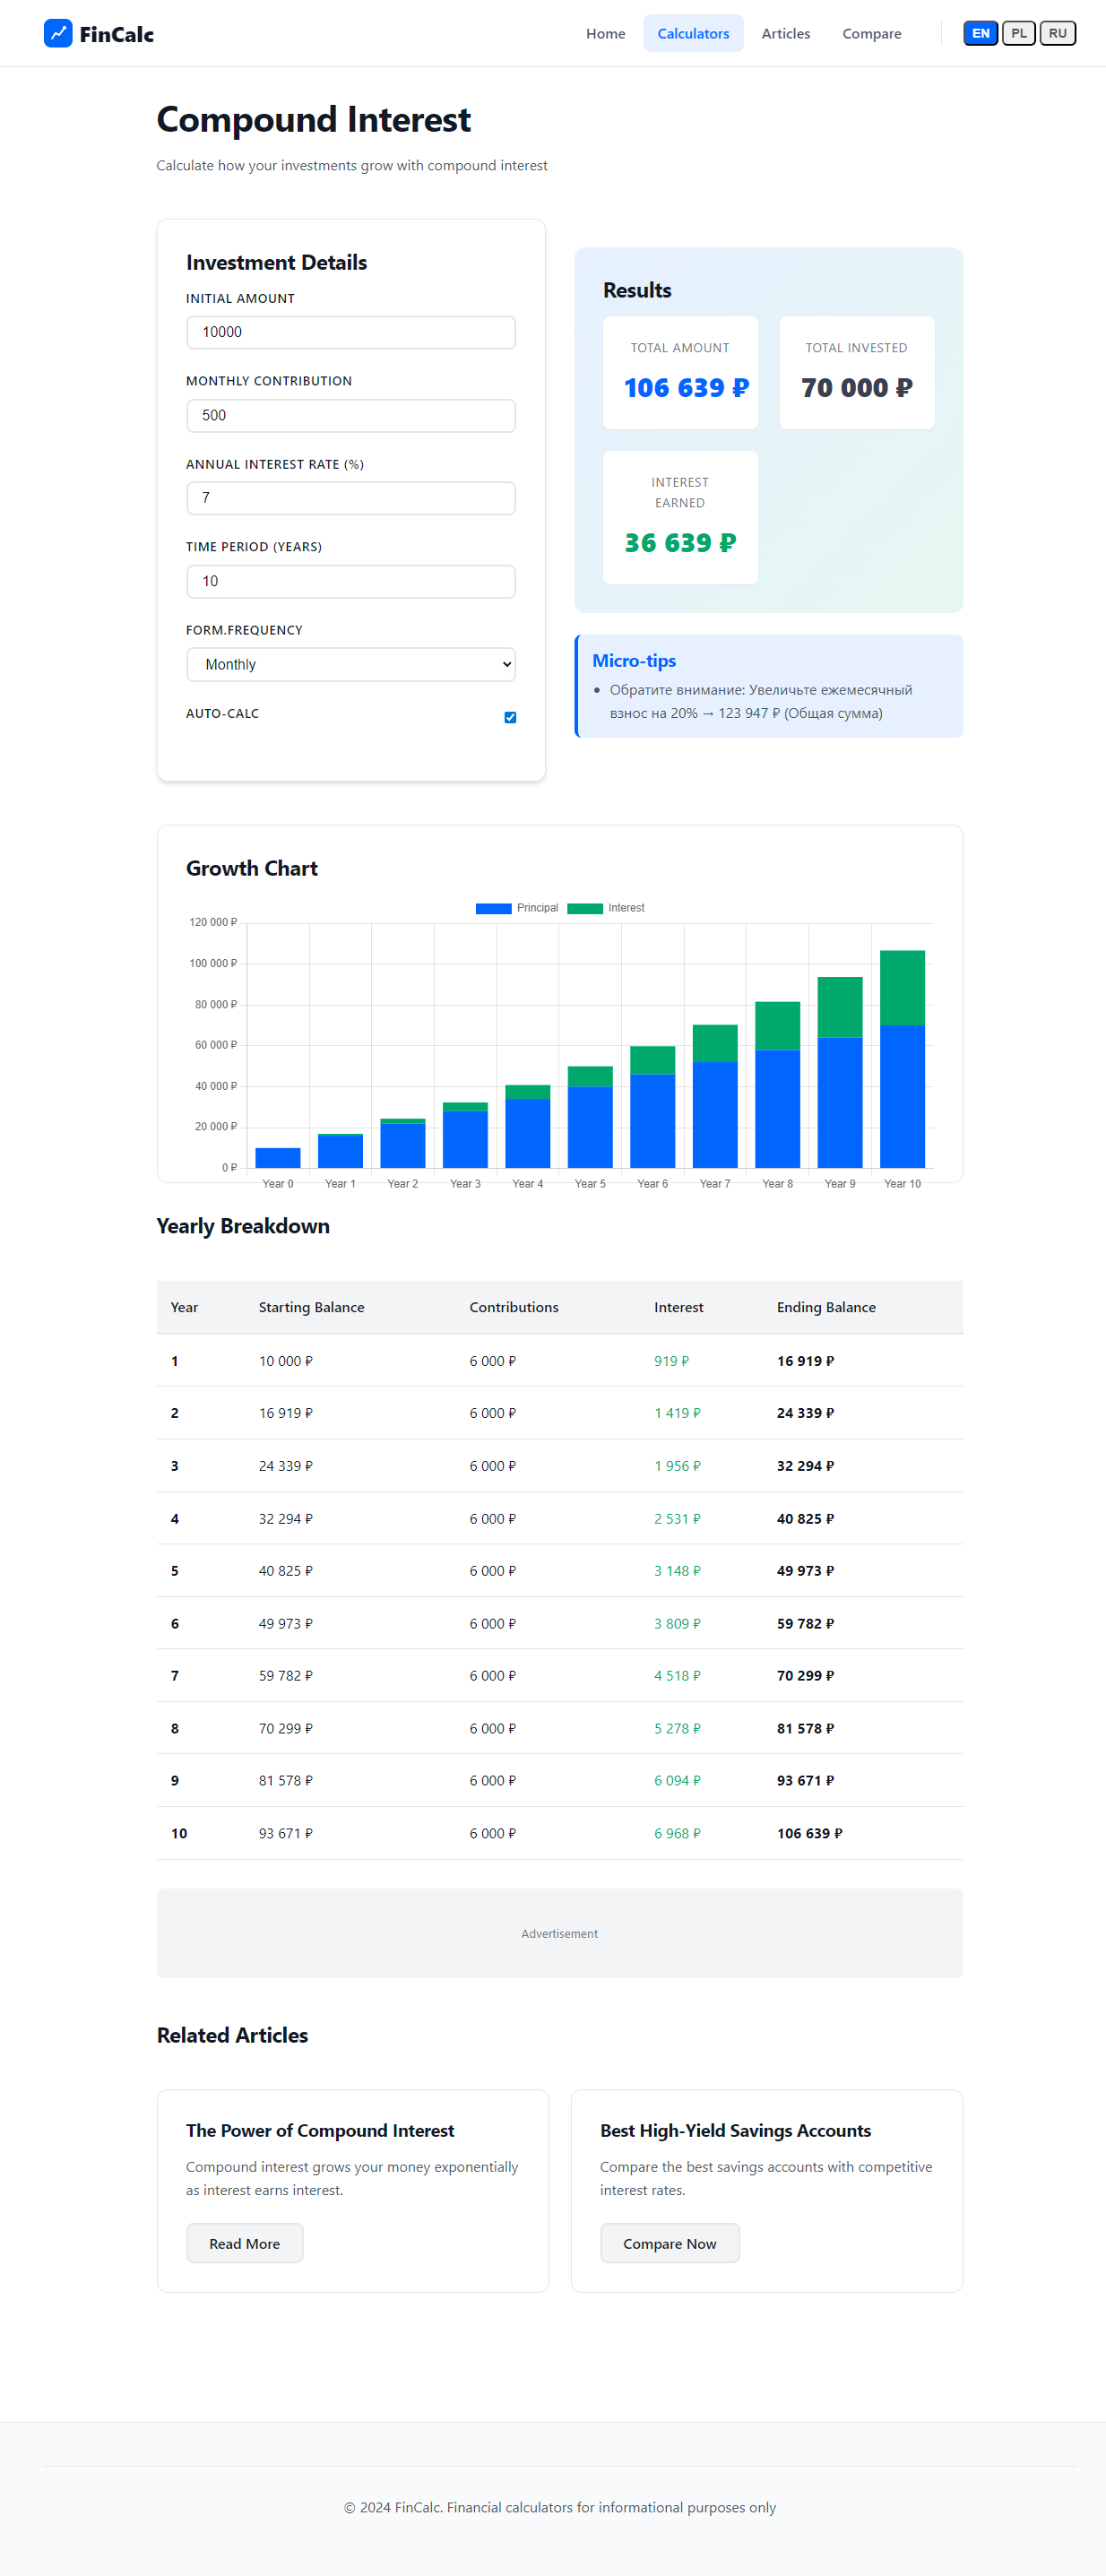 FinCalc
Home Calculators Articles Compare EN PL RU
Compound Interest
Calculate how your investments grow with compound interest
Investment Details
INITIAL AMOUNT
10000
MONTHLY CONTRIBUTION
500
ANNUAL INTEREST RATE (%)
7
TIME PERIOD (YEARS)
10
FORM.FREQUENCY
Monthly
AUTO-CALC
Results
TOTAL AMOUNT
106 639 ₽
TOTAL INVESTED
70 000 ₽
INTEREST
EARNED
36 639 ₽
Micro-tips
Обратите внимание: Увеличьте ежемесячный
взнос на 20% → 123 947 ₽ (Общая сумма)
Growth Chart
Principal Interest
120 000 ₽
100 000 ₽
80 000 ₽
60 000 ₽
40 000 ₽
20 000 ₽
0 ₽
Year 0 Year 1 Year 2 Year 3 Year 4 Year 5 Year 6 Year 7 Year 8 Year 9 Year 10
Yearly Breakdown
Year Starting Balance Contributions Interest Ending Balance
1 10 000 ₽ 6 000 ₽ 919 ₽ 16 919 ₽
2 16 919 ₽ 6 000 ₽ 1 419 ₽ 24 339 ₽
3 24 339 ₽ 6 000 ₽ 1 956 ₽ 32 294 ₽
4 32 294 ₽ 6 000 ₽ 2 531 ₽ 40 825 ₽
5 40 825 ₽ 6 000 ₽ 3 148 ₽ 49 973 ₽
6 49 973 ₽ 6 000 ₽ 3 809 ₽ 59 782 ₽
7 59 782 ₽ 6 000 ₽ 4 518 ₽ 70 299 ₽
8 70 299 ₽ 6 000 ₽ 5 278 ₽ 81 578 ₽
9 81 578 ₽ 6 000 ₽ 6 094 ₽ 93 671 ₽
10 93 671 ₽ 6 000 ₽ 6 968 ₽ 106 639 ₽
Advertisement
Related Articles
The Power of Compound Interest
Compound interest grows your money exponentially
as interest earns interest.
Read More
Best High-Yield Savings Accounts
Compare the best savings accounts with competitive
interest rates.
Compare Now
© 2024 FinCalc. Financial calculators for informational purposes only